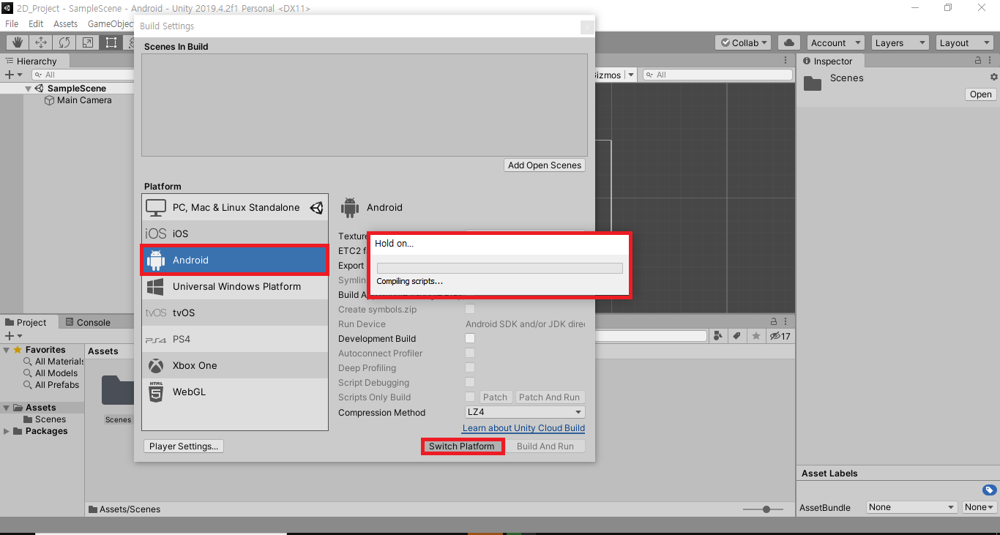 2D_Project - SampleScene - Android - Unity 2019.4.2f1 Personal <DX11>
File Edit Assets GameObjec
Build Settings
Collab Account Layers Layout
Scenes In Build
Hierarchy
Inspector
All
Gizmos
All
Scenes
Open
SampleScene
Main Camera
Add Open Scenes
Platform
PC, Mac & Linux Standalone
iOS iOS
Android
Universal Windows Platform
tvOS tvOS
PS4 PS4
Xbox One
HTML 5 WebGL
Android
Texture
ETC2 fa
Export
Symlin
Build A
Hold on...
Compiling scripts...
Create symbols.zip
Run Device Android SDK and/or JDK dire
Development Build
Autoconnect Profiler
Deep Profiling
Script Debugging
Scripts Only Build Patch Patch And Run
Compression Method LZ4
Learn about Unity Cloud Build
Player Settings... Switch Platform Build And Run
Project Console
17
Favorites
All Materials
All Models
All Prefabs
Assets
Scenes
Packages
Assets
Scenes
Assets/Scenes
Asset Labels
AssetBundle None None